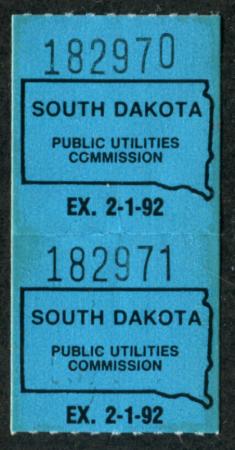 182970
SOUTH DAKOTA
PUBLIC UTILITIES
COMMISSION
EX. 2-1-92
182971
SOUTH DAKOTA
PUBLIC UTILITIES
COMMISSION
EX. 2-1-92